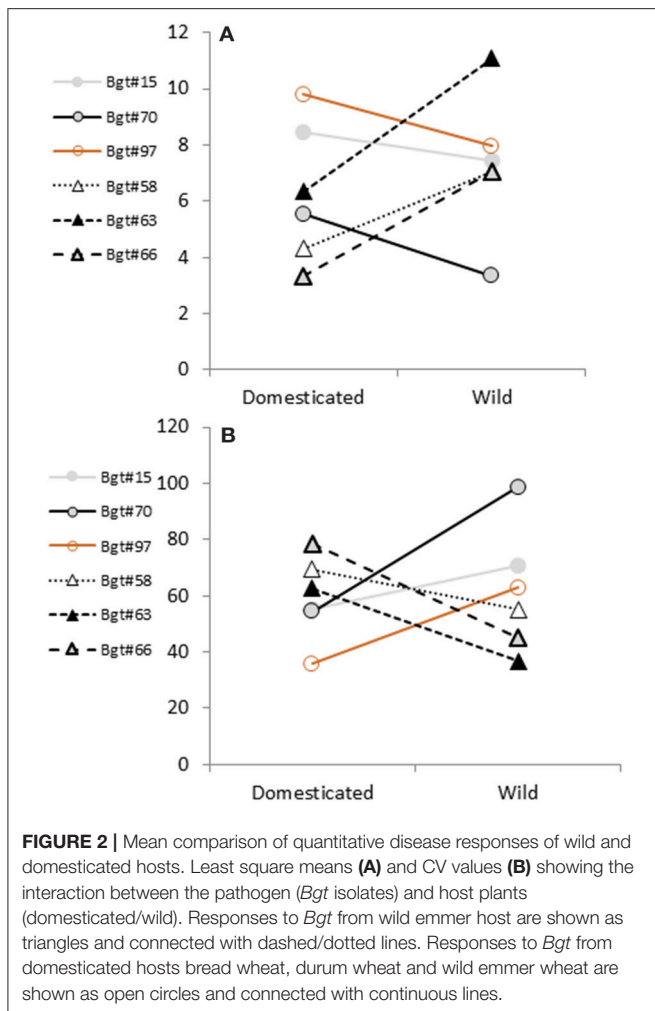 A
12
10
8
6
4
2
0
Bgt#15
Bgt#70
Bgt#97
Bgt#58
Bgt#63
Bgt#66
Domesticated Wild
B
120
100
80
60
40
20
0
Bgt#15
Bgt#70
Bgt#97
Bgt#58
Bgt#63
Bgt#66
Domesticated Wild
FIGURE 2 | Mean comparison of quantitative disease responses of wild and
domesticated hosts. Least square means (A) and CV values (B) showing the
interaction between the pathogen (Bgt isolates) and host plants
(domesticated/wild). Responses to Bgt from wild emmer host are shown as
triangles and connected with dashed/dotted lines. Responses to Bgt from
domesticated hosts bread wheat, durum wheat and wild emmer wheat are
shown as open circles and connected with continuous lines.